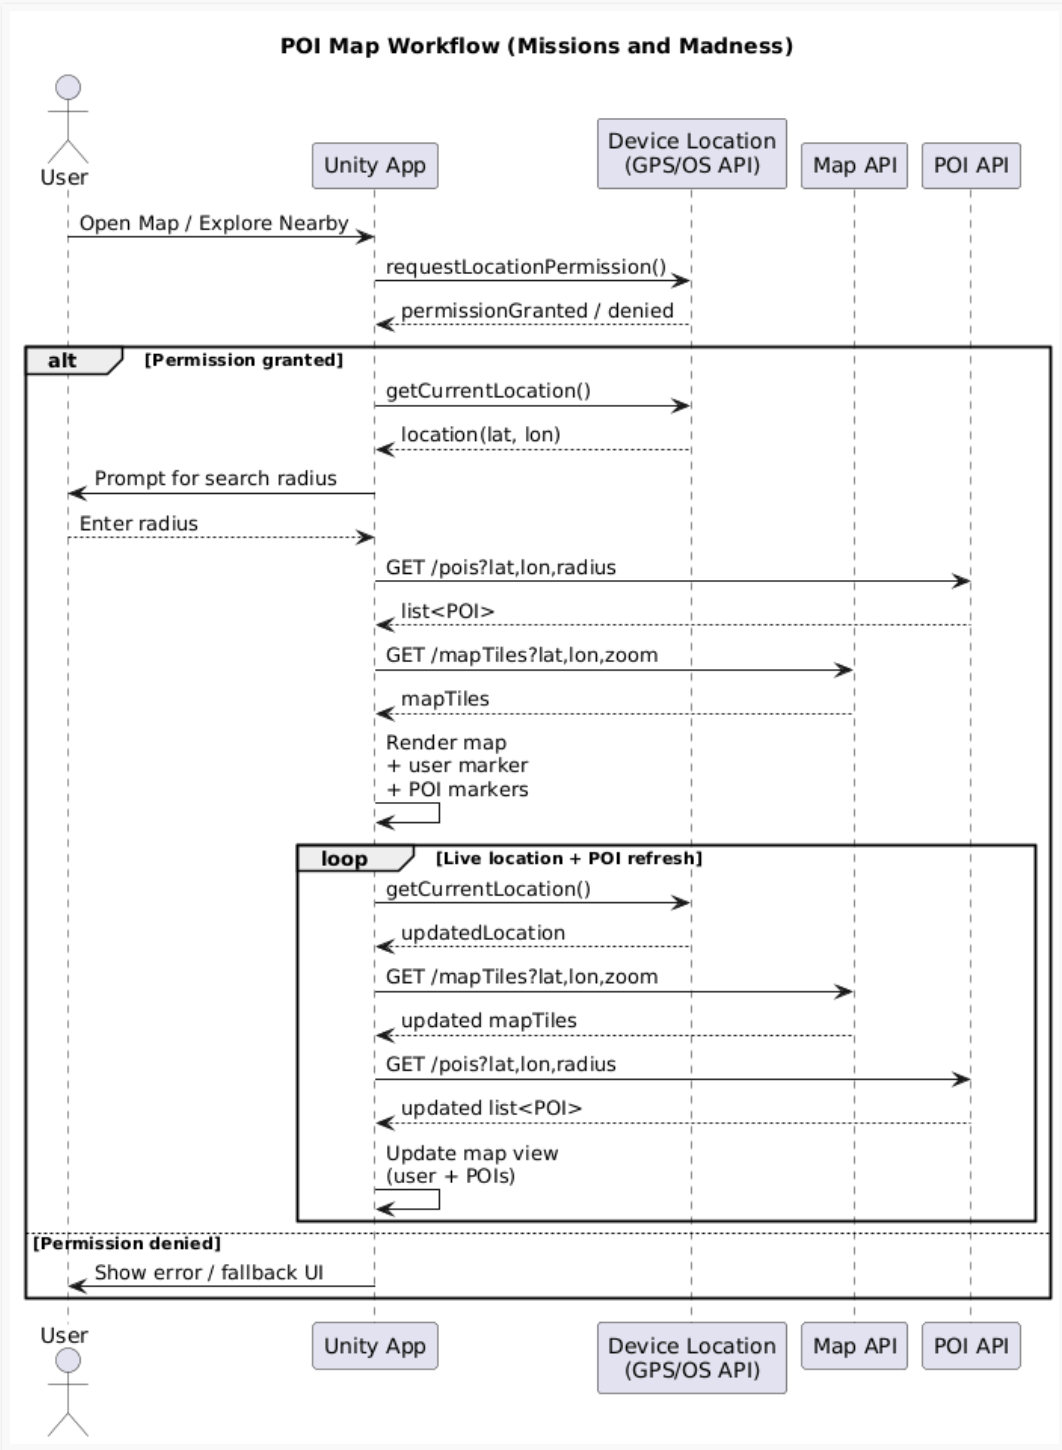 POI Map Workflow (Missions and Madness)
User
Unity App
Device Location
(GPS/OS API)
Map API
POI API
Open Map / Explore Nearby
requestLocationPermission()
permissionGranted / denied
alt
[Permission granted]
getCurrentLocation()
location(lat, lon)
Prompt for search radius
Enter radius
GET /pois?lat,lon,radius
list<POI>
GET /mapTiles?lat,lon,zoom
mapTiles
Render map
+ user marker
+ POI markers
loop
[Live location + POI refresh]
getCurrentLocation()
updatedLocation
GET /mapTiles?lat,lon,zoom
updated mapTiles
GET /pois?lat,lon,radius
updated list<POI>
Update map view
(user + POIs)
[Permission denied]
Show error / fallback UI
User
Unity App
Device Location
(GPS/OS API)
Map API
POI API